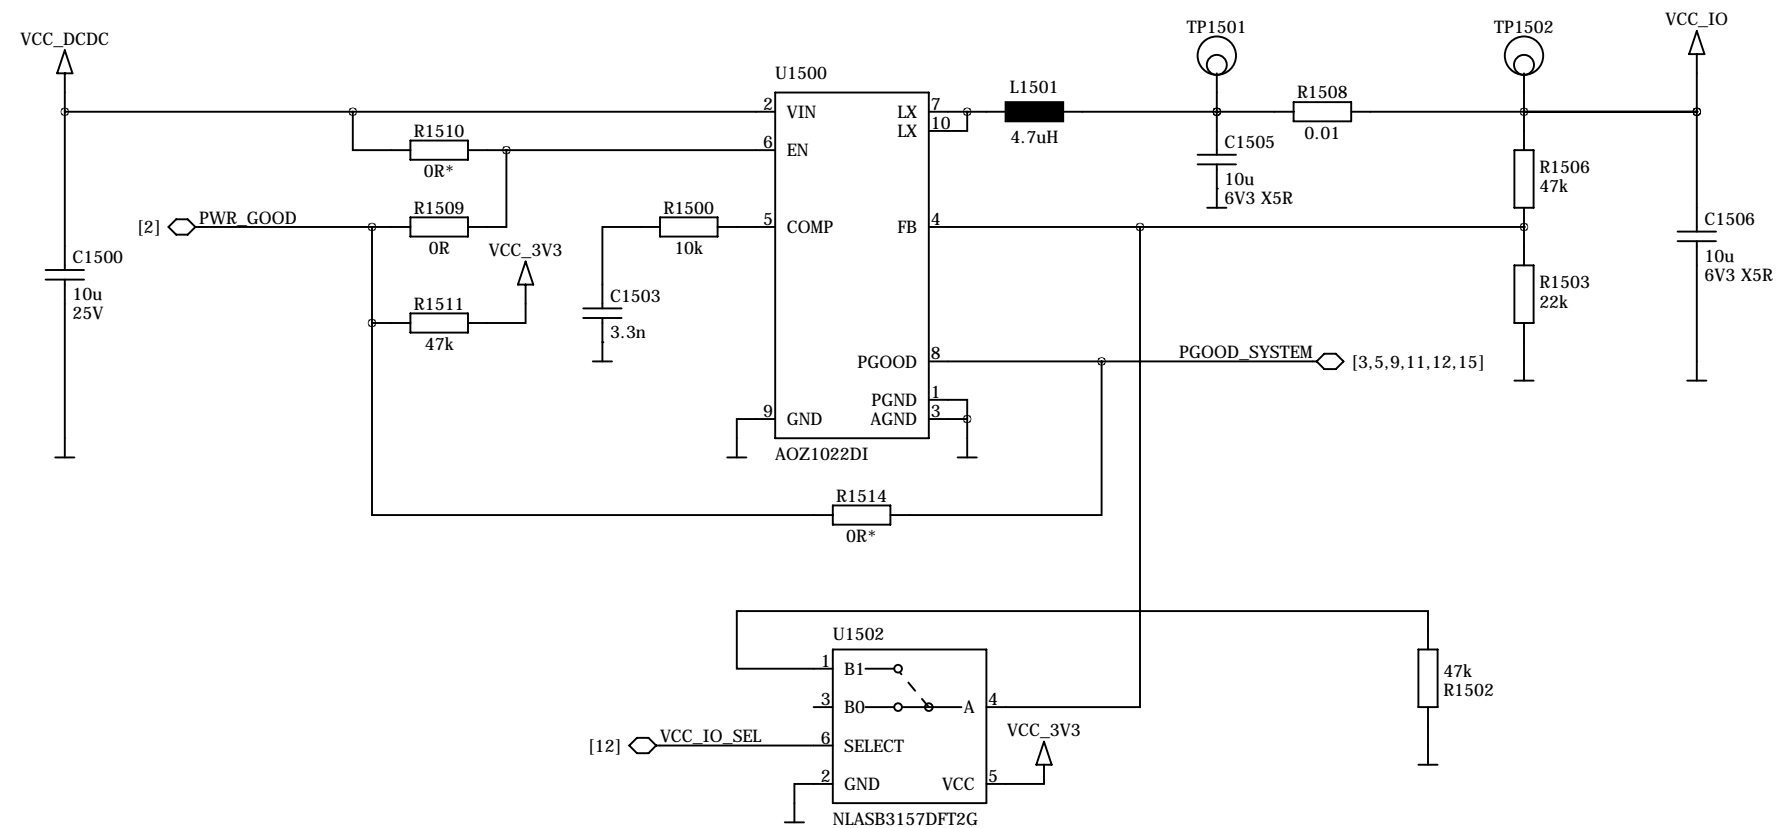 VCC_DCDC
TP1501
TP1502
VCC_IO
U1500
L1501
4.7uH
R1508
0.01
2 VIN
LX 7
LX 10
R1510
0R*
6 EN
C1505
10u
6V3 X5R
R1506
47k
[2] PWR_GOOD
R1509
0R
R1500
10k
5 COMP
FB 4
C1506
10u
6V3 X5R
C1500
10u
25V
VCC_3V3
R1511
47k
C1503
3.3n
R1503
22k
PGOOD 8
PGOOD_SYSTEM [3,5,9,11,12,15]
PGND 1
9 GND
AGND 3
AOZ1022DI
R1514
0R*
U1502
1 B1
3 B0
A 4
47k
R1502
[12] VCC_IO_SEL
6 SELECT
VCC_3V3
2 GND
VCC 5
NLASB3157DFT2G